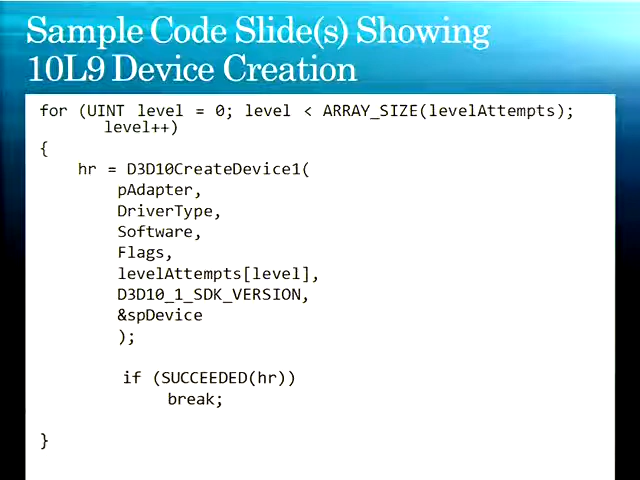 Sample Code Slide(s) Showing
10L9 Device Creation
for (UINT level = 0; level < ARRAY_SIZE(levelAttempts);
level++)
{
hr = D3D10CreateDevice1(
pAdapter,
DriverType,
Software,
Flags,
levelAttempts[level],
D3D10_1_SDK_VERSION,
&spDevice
);
if (SUCCEEDED(hr))
break;
}